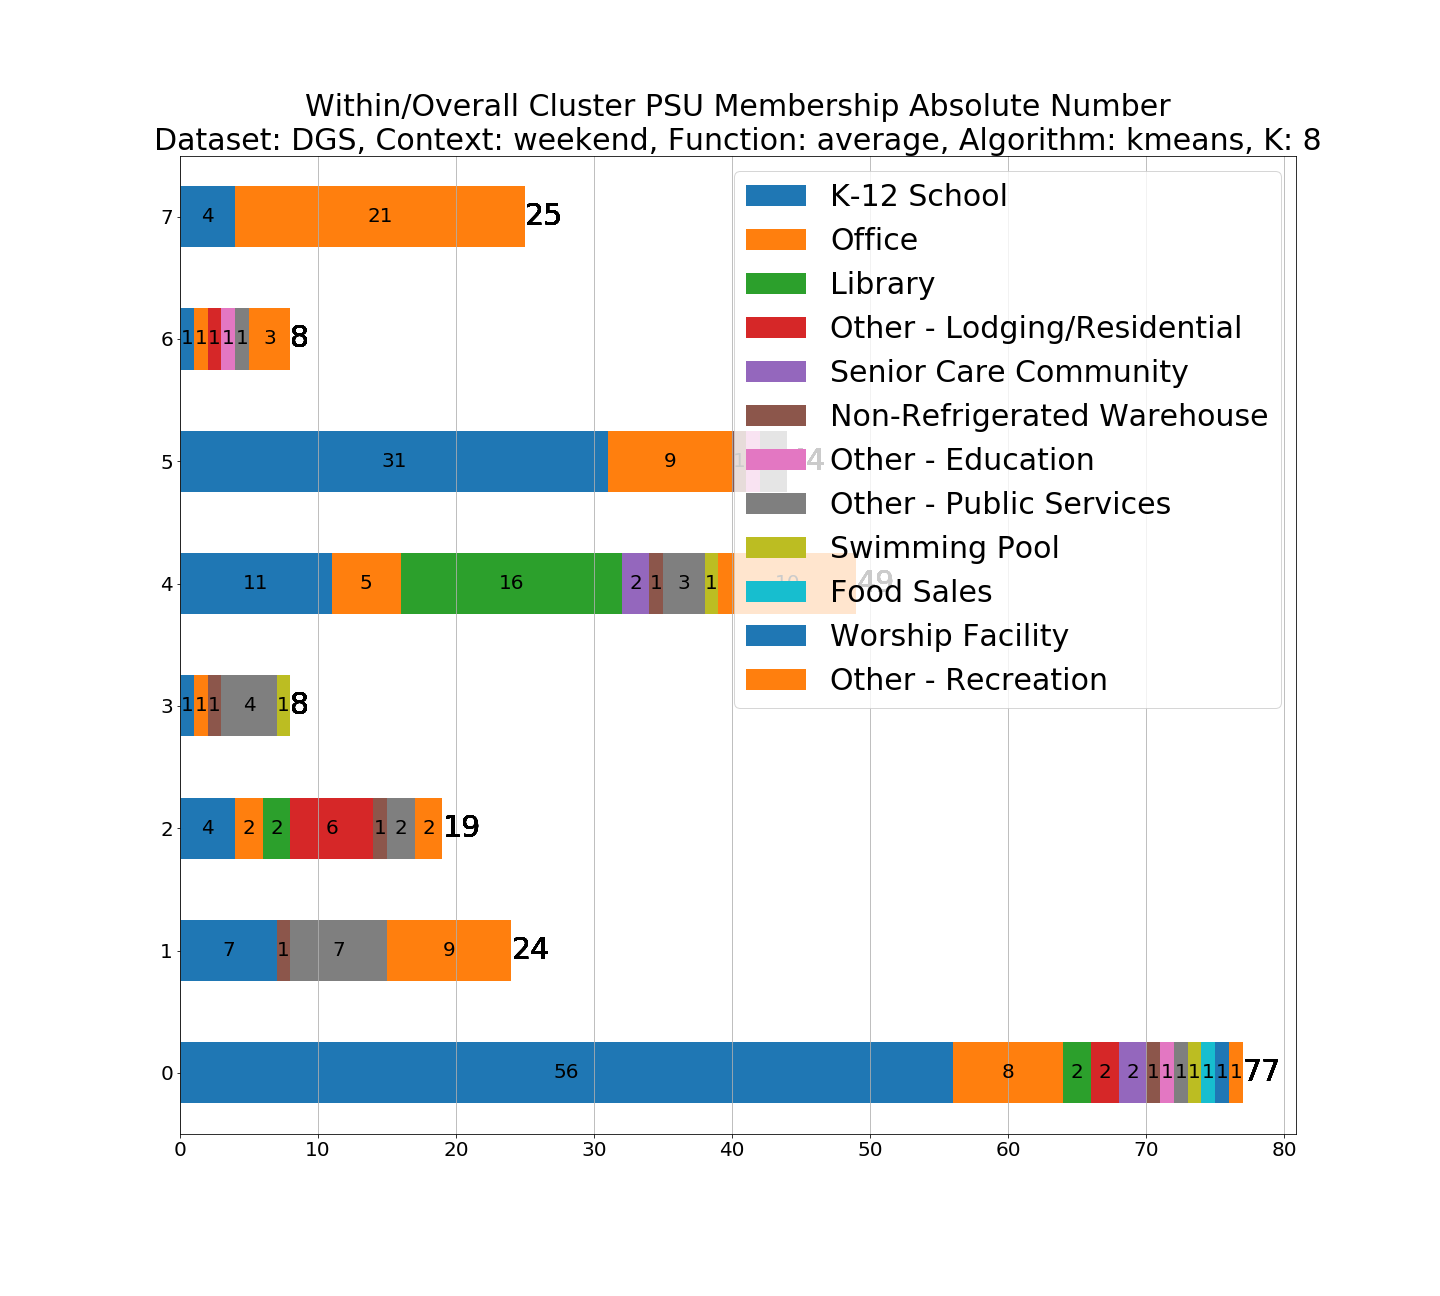 Within/Overall Cluster PSU Membership Absolute Number
Dataset: DGS, Context: weekend, Function: average, Algorithm: kmeans, K: 8
7 4 21 25
6 1 1 1 1 1 3 8
5 31 9 1 4
4 11 5 16 2 1 3 1 10 49
3 1 1 1 4 1 8
2 4 2 2 6 1 2 2 19
1 7 1 7 9 24
0 56 8 2 2 2 1 1 1 1 1 1 1 77
0 10 20 30 40 50 60 70 80
K-12 School
Office
Library
Other - Lodging/Residential
Senior Care Community
Non-Refrigerated Warehouse
Other - Education
Other - Public Services
Swimming Pool
Food Sales
Worship Facility
Other - Recreation